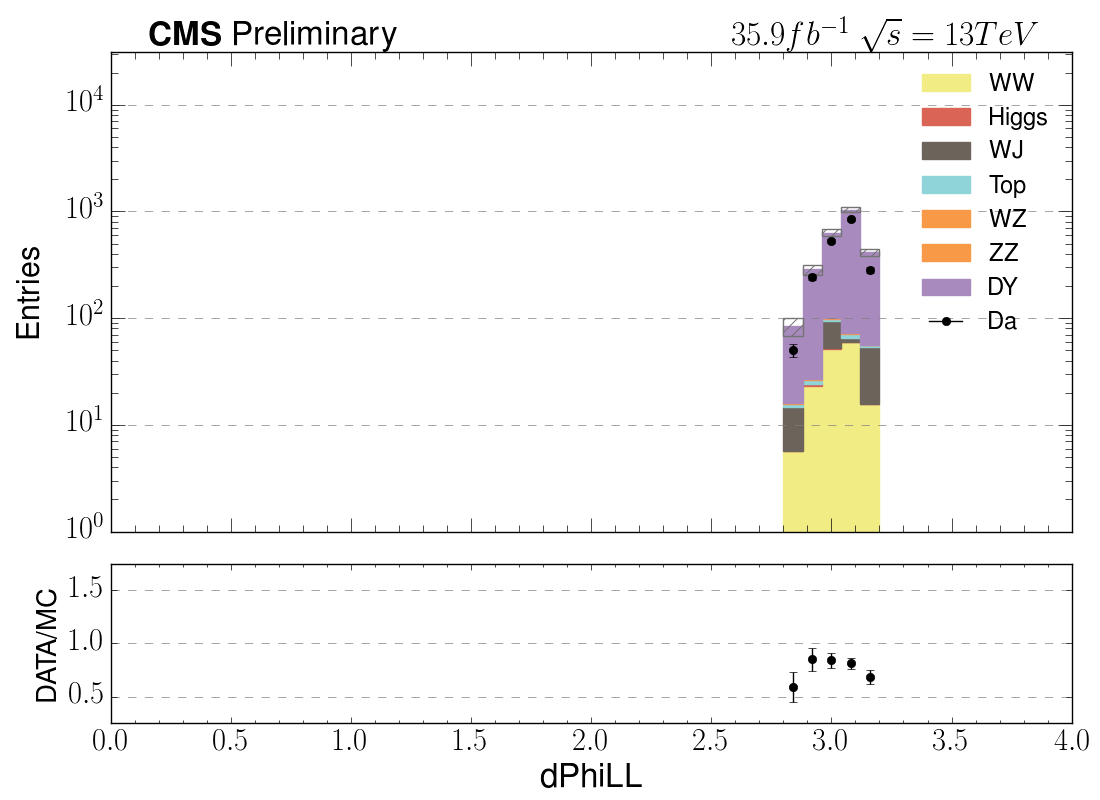 CMS Preliminary 35.9fb⁻¹ √s = 13TeV
WW
Higgs
WJ
Top
WZ
ZZ
DY
Da
Entries
10⁴
10³
10²
10¹
10⁰
DATA/MC
1.5
1.0
0.5
0.0 0.5 1.0 1.5 2.0 2.5 3.0 3.5 4.0
dPhiLL